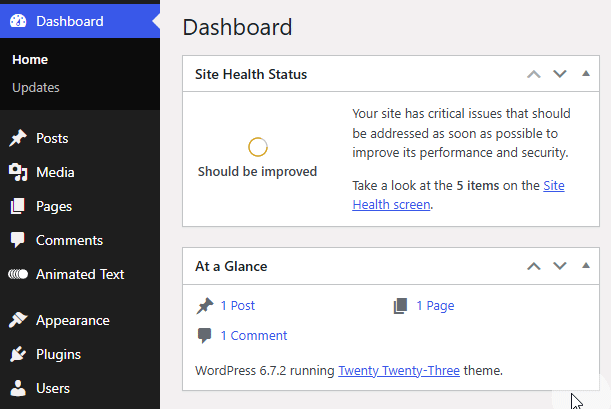 Dashboard
Home
Updates
Posts
Media
Pages
Comments
Animated Text
Appearance
Plugins
Users
Dashboard
Site Health Status
Should be improved
Your site has critical issues that should
be addressed as soon as possible to
improve its performance and security.
Take a look at the 5 items on the Site
Health screen.
At a Glance
1 Post
1 Page
1 Comment
WordPress 6.7.2 running Twenty Twenty-Three theme.